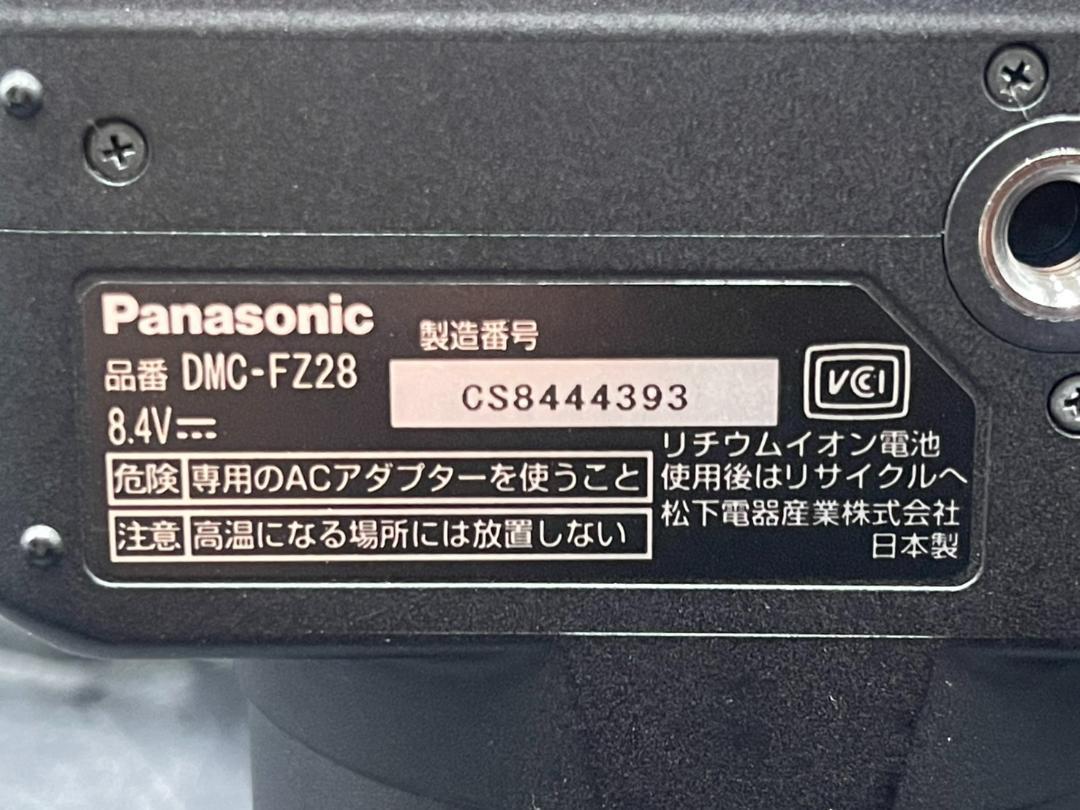 Panasonic
製造番号
品番 DMC-FZ28
CS8444393
VCI
8.4V⎓
リチウムイオン電池
使用後はリサイクルへ
危険 専用のACアダプターを使うこと
注意 高温になる場所には放置しない
松下電器産業株式会社
日本製